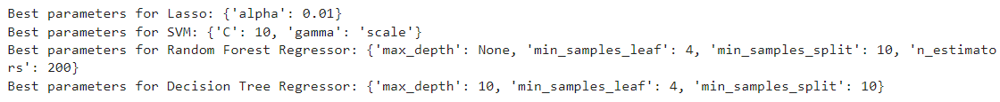 Best parameters for Lasso: {'alpha': 0.01}
Best parameters for SVM: {'C': 10, 'gamma': 'scale'}
Best parameters for Random Forest Regressor: {'max_depth': None, 'min_samples_leaf': 4, 'min_samples_split': 10, 'n_estimato
rs': 200}
Best parameters for Decision Tree Regressor: {'max_depth': 10, 'min_samples_leaf': 4, 'min_samples_split': 10}